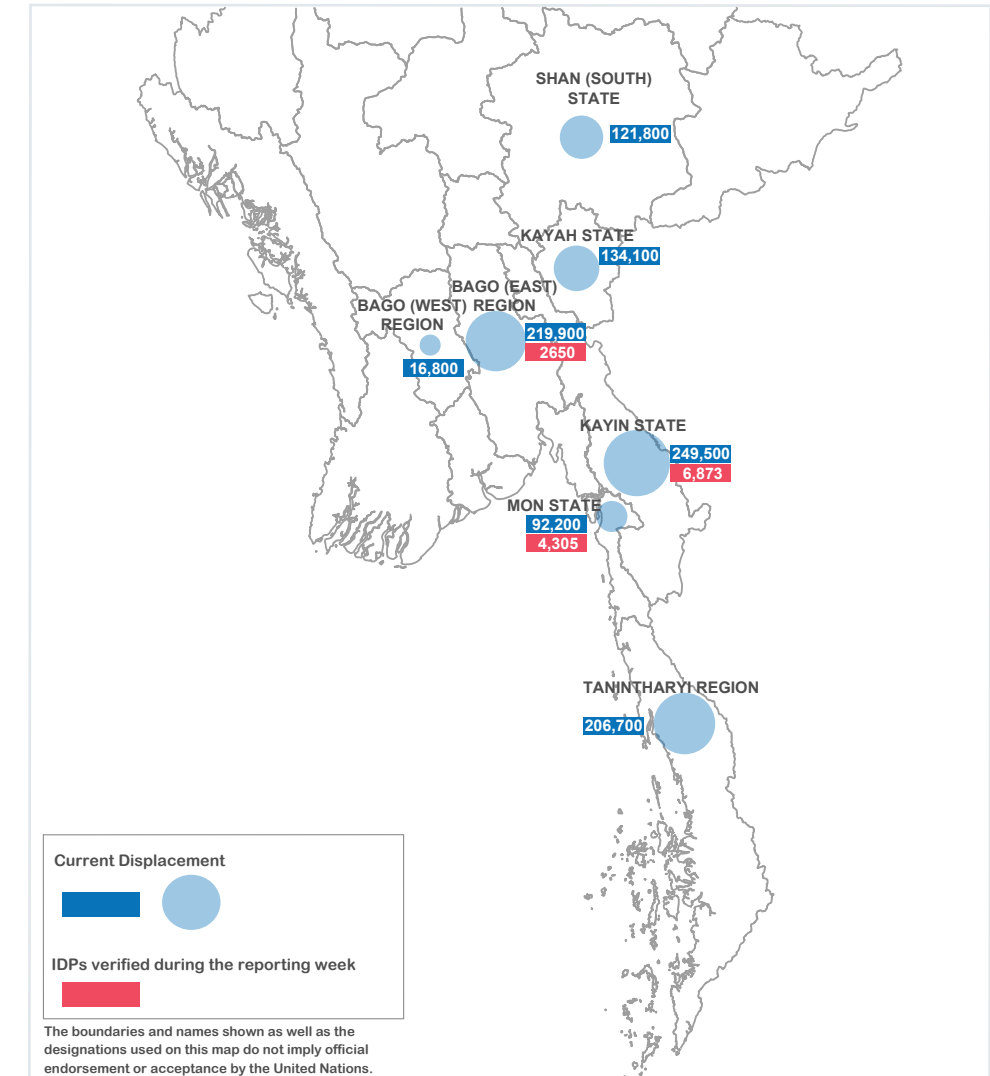 SHAN (SOUTH)
STATE
121,800
KAYAH STATE
134,100
BAGO (EAST)
REGION
219,900
2650
BAGO (WEST)
REGION
16,800
KAYIN STATE
249,500
6,873
MON STATE
92,200
4,305
TANINTHARYI REGION
206,700
Current Displacement
IDPs verified during the reporting week
The boundaries and names shown as well as the
designations used on this map do not imply official
endorsement or acceptance by the United Nations.